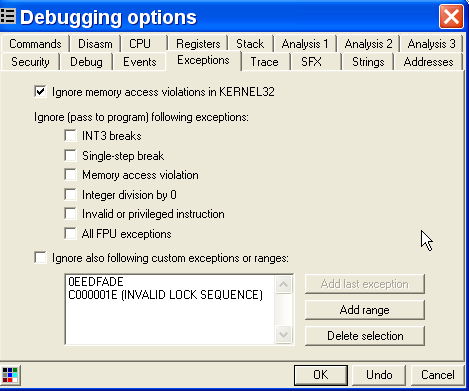 Debugging options
Commands Disasm CPU Registers Stack Analysis 1 Analysis 2 Analysis 3
Security Debug Events Exceptions Trace SFX Strings Addresses
Ignore memory access violations in KERNEL32
Ignore (pass to program) following exceptions:
INT3 breaks
Single-step break
Memory access violation
Integer division by 0
Invalid or privileged instruction
All FPU exceptions
Ignore also following custom exceptions or ranges:
0EEDFADE
C000001E (INVALID LOCK SEQUENCE)
Add last exception
Add range
Delete selection
OK Undo Cancel